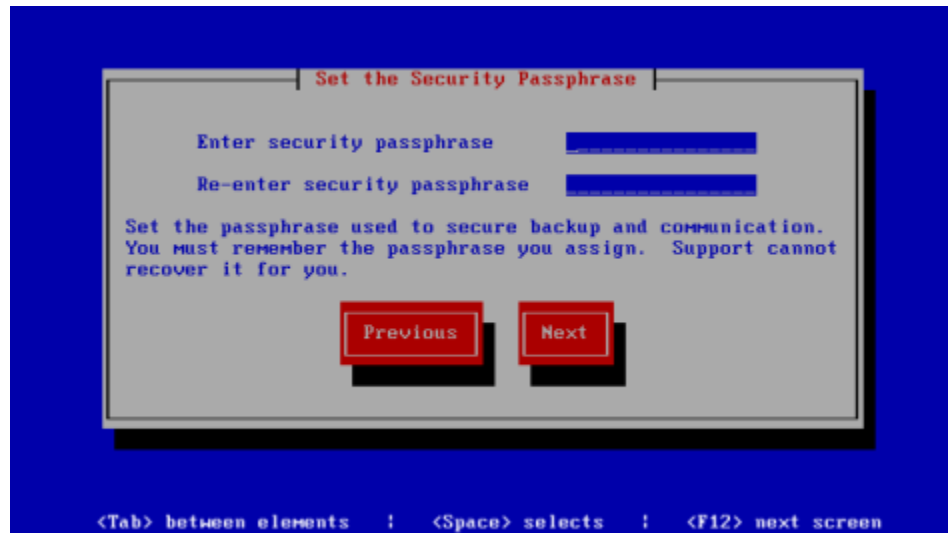 Set the Security Passphrase
Enter security passphrase
Re-enter security passphrase
Set the passphrase used to secure backup and communication.
You must remember the passphrase you assign.  Support cannot
recover it for you.
Previous Next
<Tab> between elements | <Space> selects | <F12> next screen